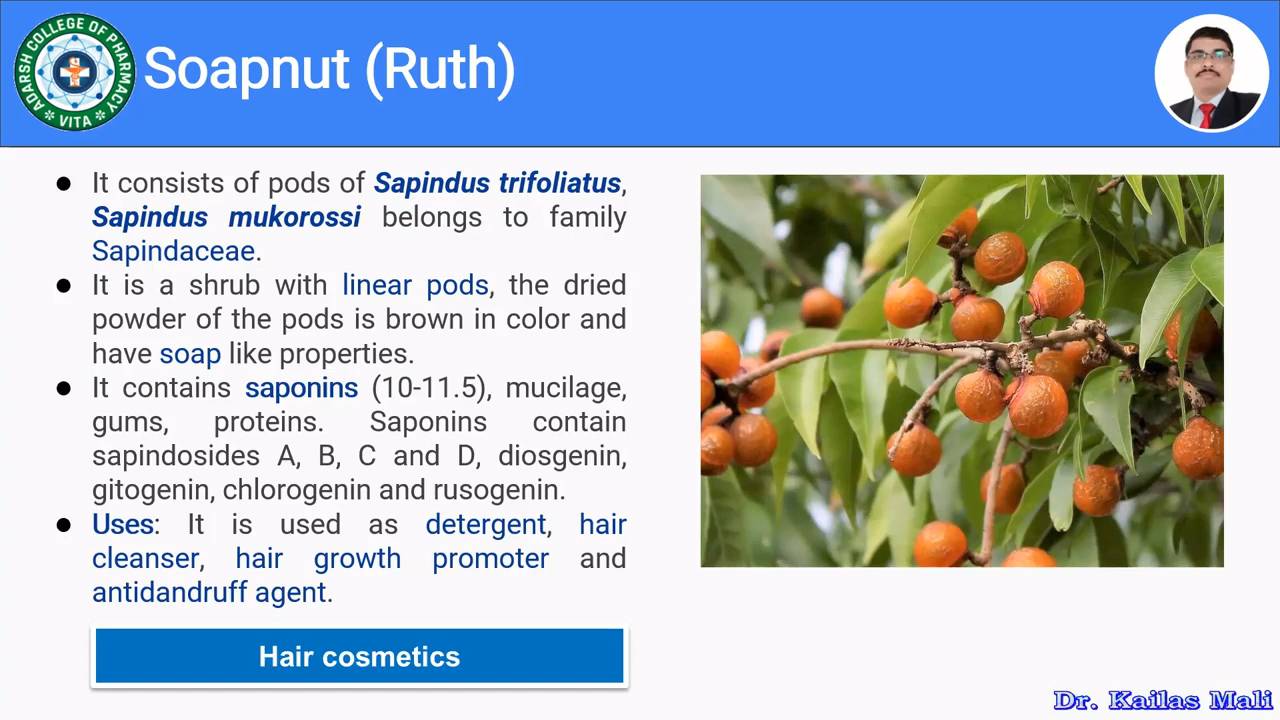 ADARSH COLLEGE OF PHARMACY
VITA
Soapnut (Ruth)
● It consists of pods of Sapindus trifoliatus,
Sapindus mukorossi belongs to family
Sapindaceae.
● It is a shrub with linear pods, the dried
powder of the pods is brown in color and
have soap like properties.
● It contains saponins (10-11.5), mucilage,
gums, proteins. Saponins contain
sapindosides A, B, C and D, diosgenin,
gitogenin, chlorogenin and rusogenin.
● Uses: It is used as detergent, hair
cleanser, hair growth promoter and
antidandruff agent.
Hair cosmetics
Dr. Kailas Mali